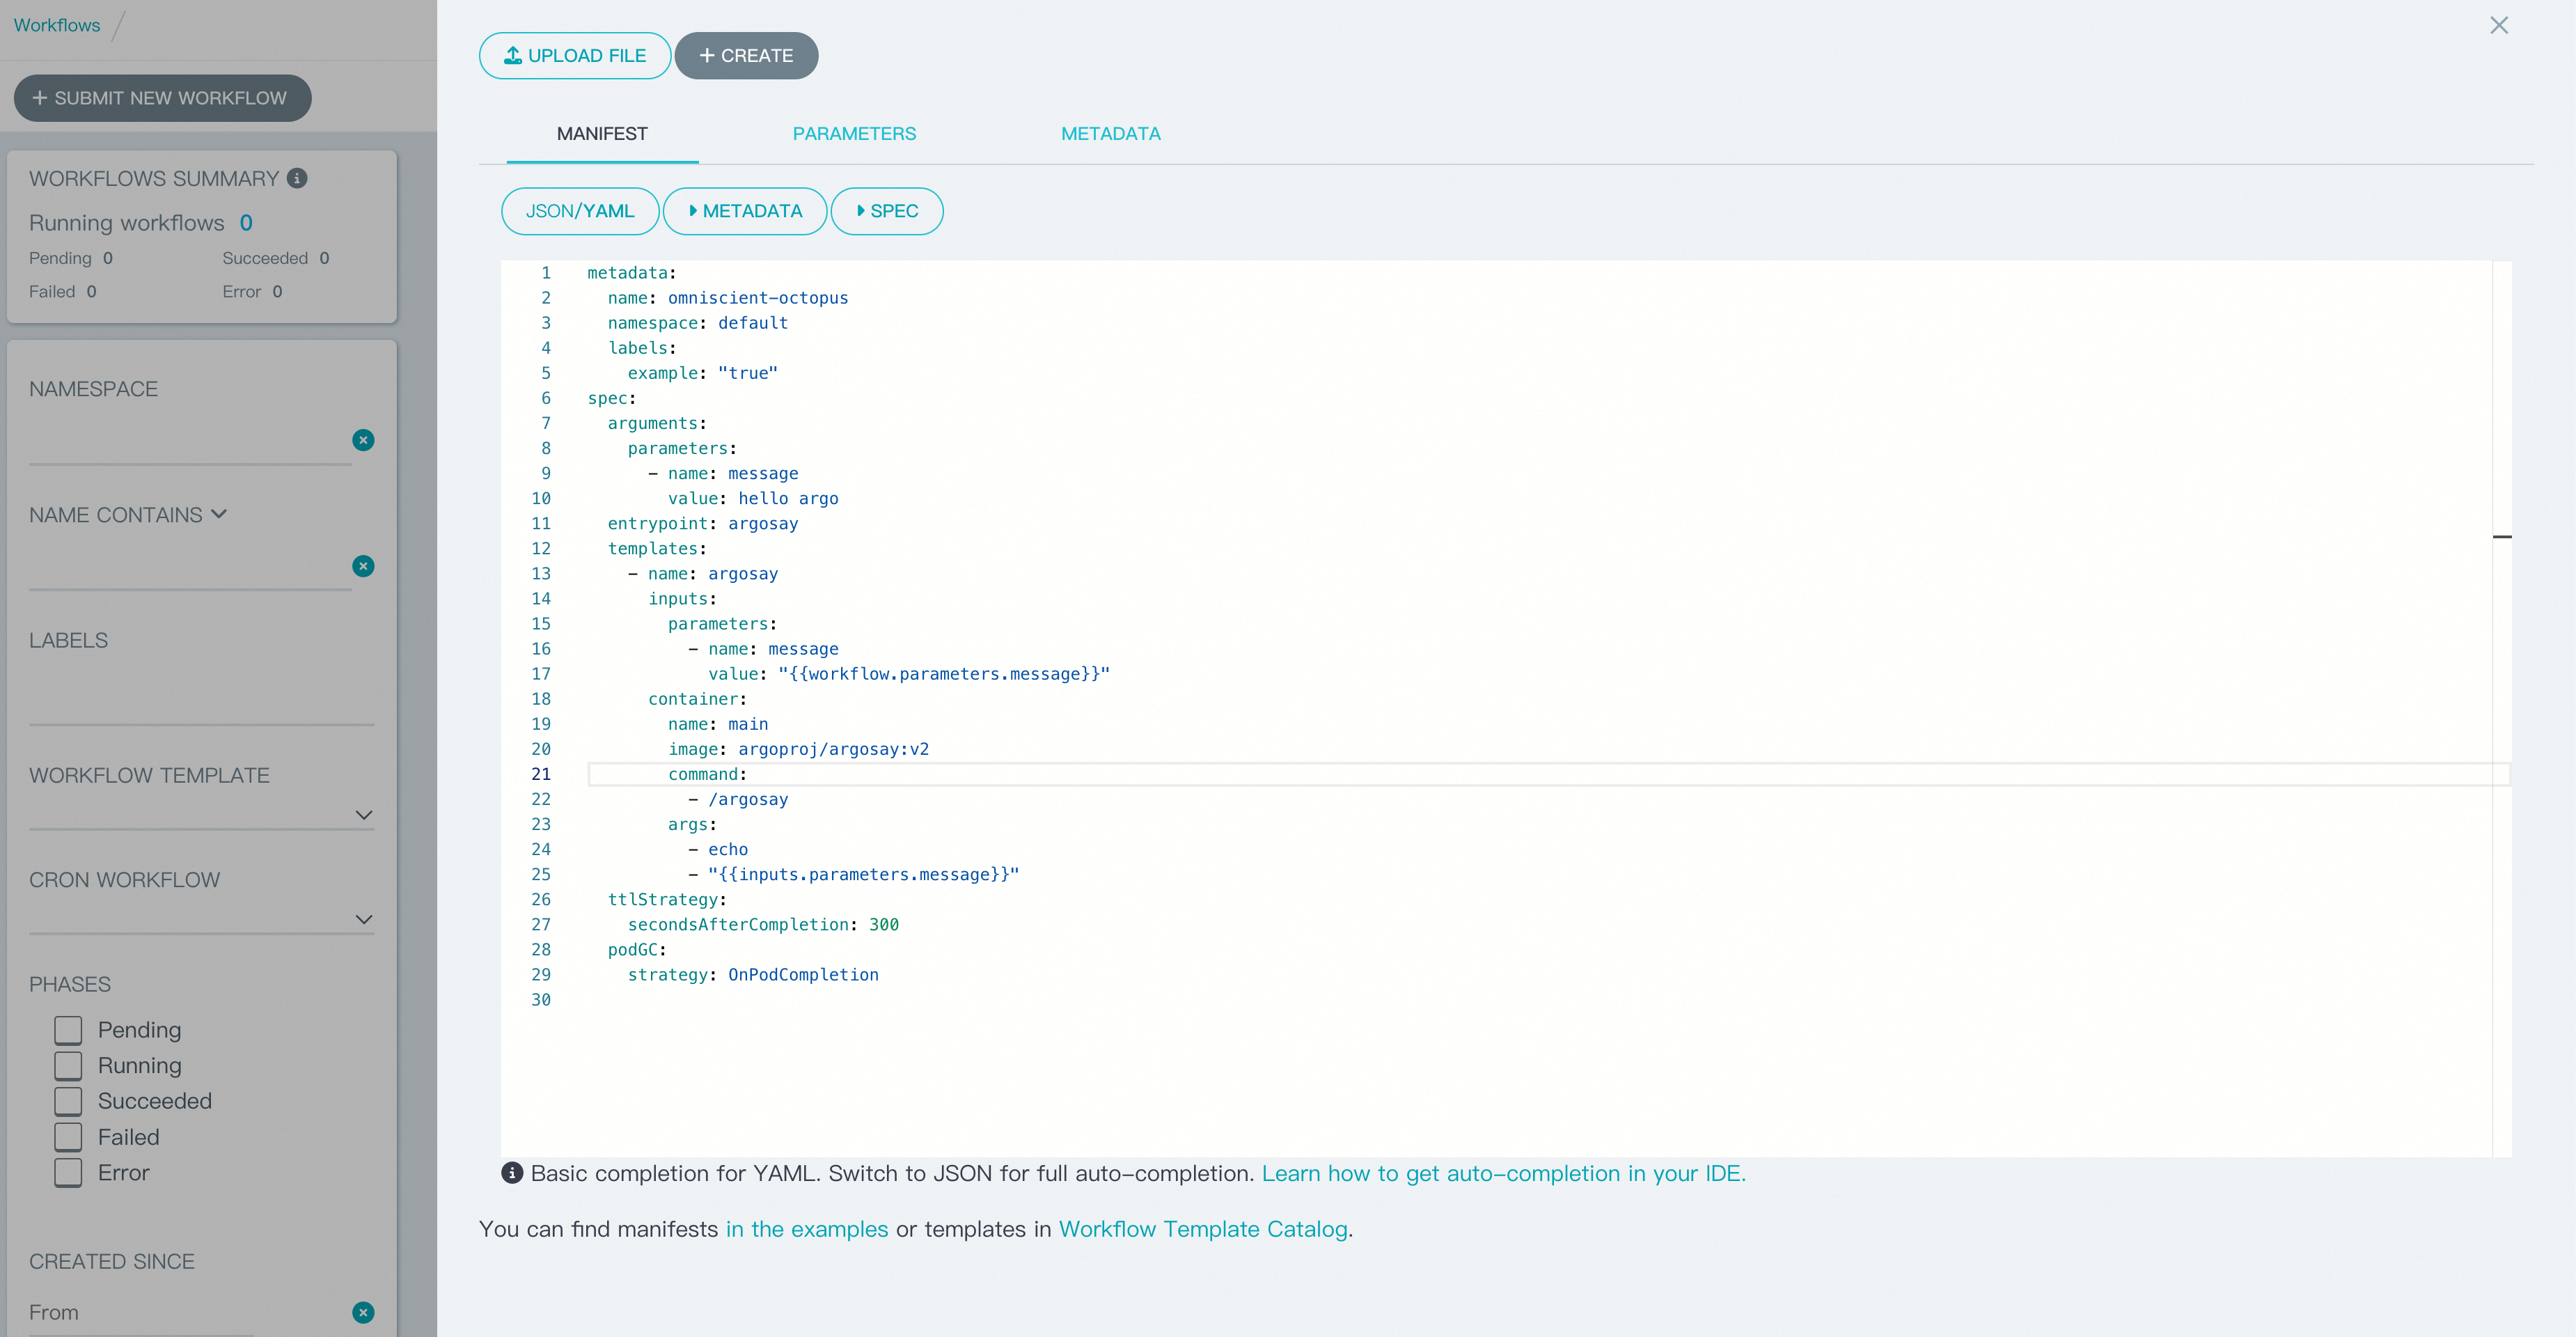 Workflows /
+ SUBMIT NEW WORKFLOW
WORKFLOWS SUMMARY
Running workflows 0
Pending 0 Succeeded 0
Failed 0 Error 0
NAMESPACE
NAME CONTAINS
LABELS
WORKFLOW TEMPLATE
CRON WORKFLOW
PHASES
Pending
Running
Succeeded
Failed
Error
CREATED SINCE
From
UPLOAD FILE + CREATE
MANIFEST PARAMETERS METADATA
JSON/YAML METADATA SPEC
1 metadata:
2   name: omniscient-octopus
3   namespace: default
4   labels:
5     example: "true"
6 spec:
7   arguments:
8     parameters:
9       - name: message
10         value: hello argo
11   entrypoint: argosay
12   templates:
13     - name: argosay
14       inputs:
15         parameters:
16           - name: message
17             value: "{{workflow.parameters.message}}"
18       container:
19         name: main
20         image: argoproj/argosay:v2
21         command:
22           - /argosay
23         args:
24           - echo
25           - "{{inputs.parameters.message}}"
26   ttlStrategy:
27     secondsAfterCompletion: 300
28   podGC:
29     strategy: OnPodCompletion
30
Basic completion for YAML. Switch to JSON for full auto-completion. Learn how to get auto-completion in your IDE.
You can find manifests in the examples or templates in Workflow Template Catalog.